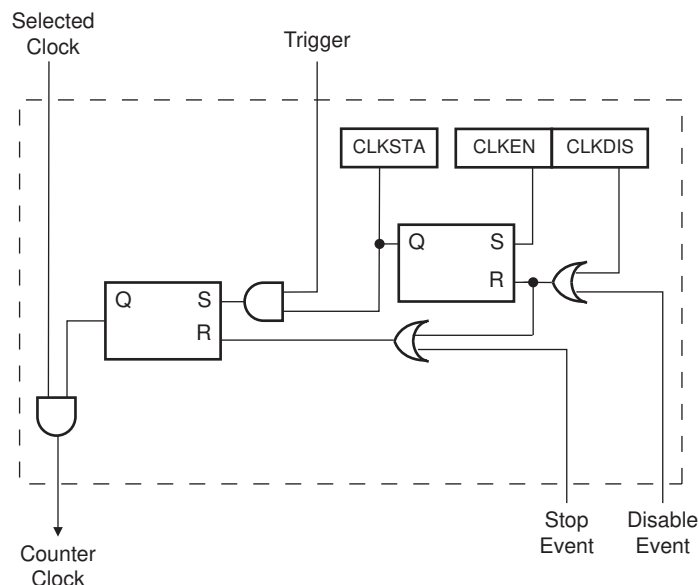 Selected
Clock
Trigger
CLKSTA
CLKEN
CLKDIS
Q
S
R
Q
S
R
Stop
Event
Disable
Event
Counter
Clock